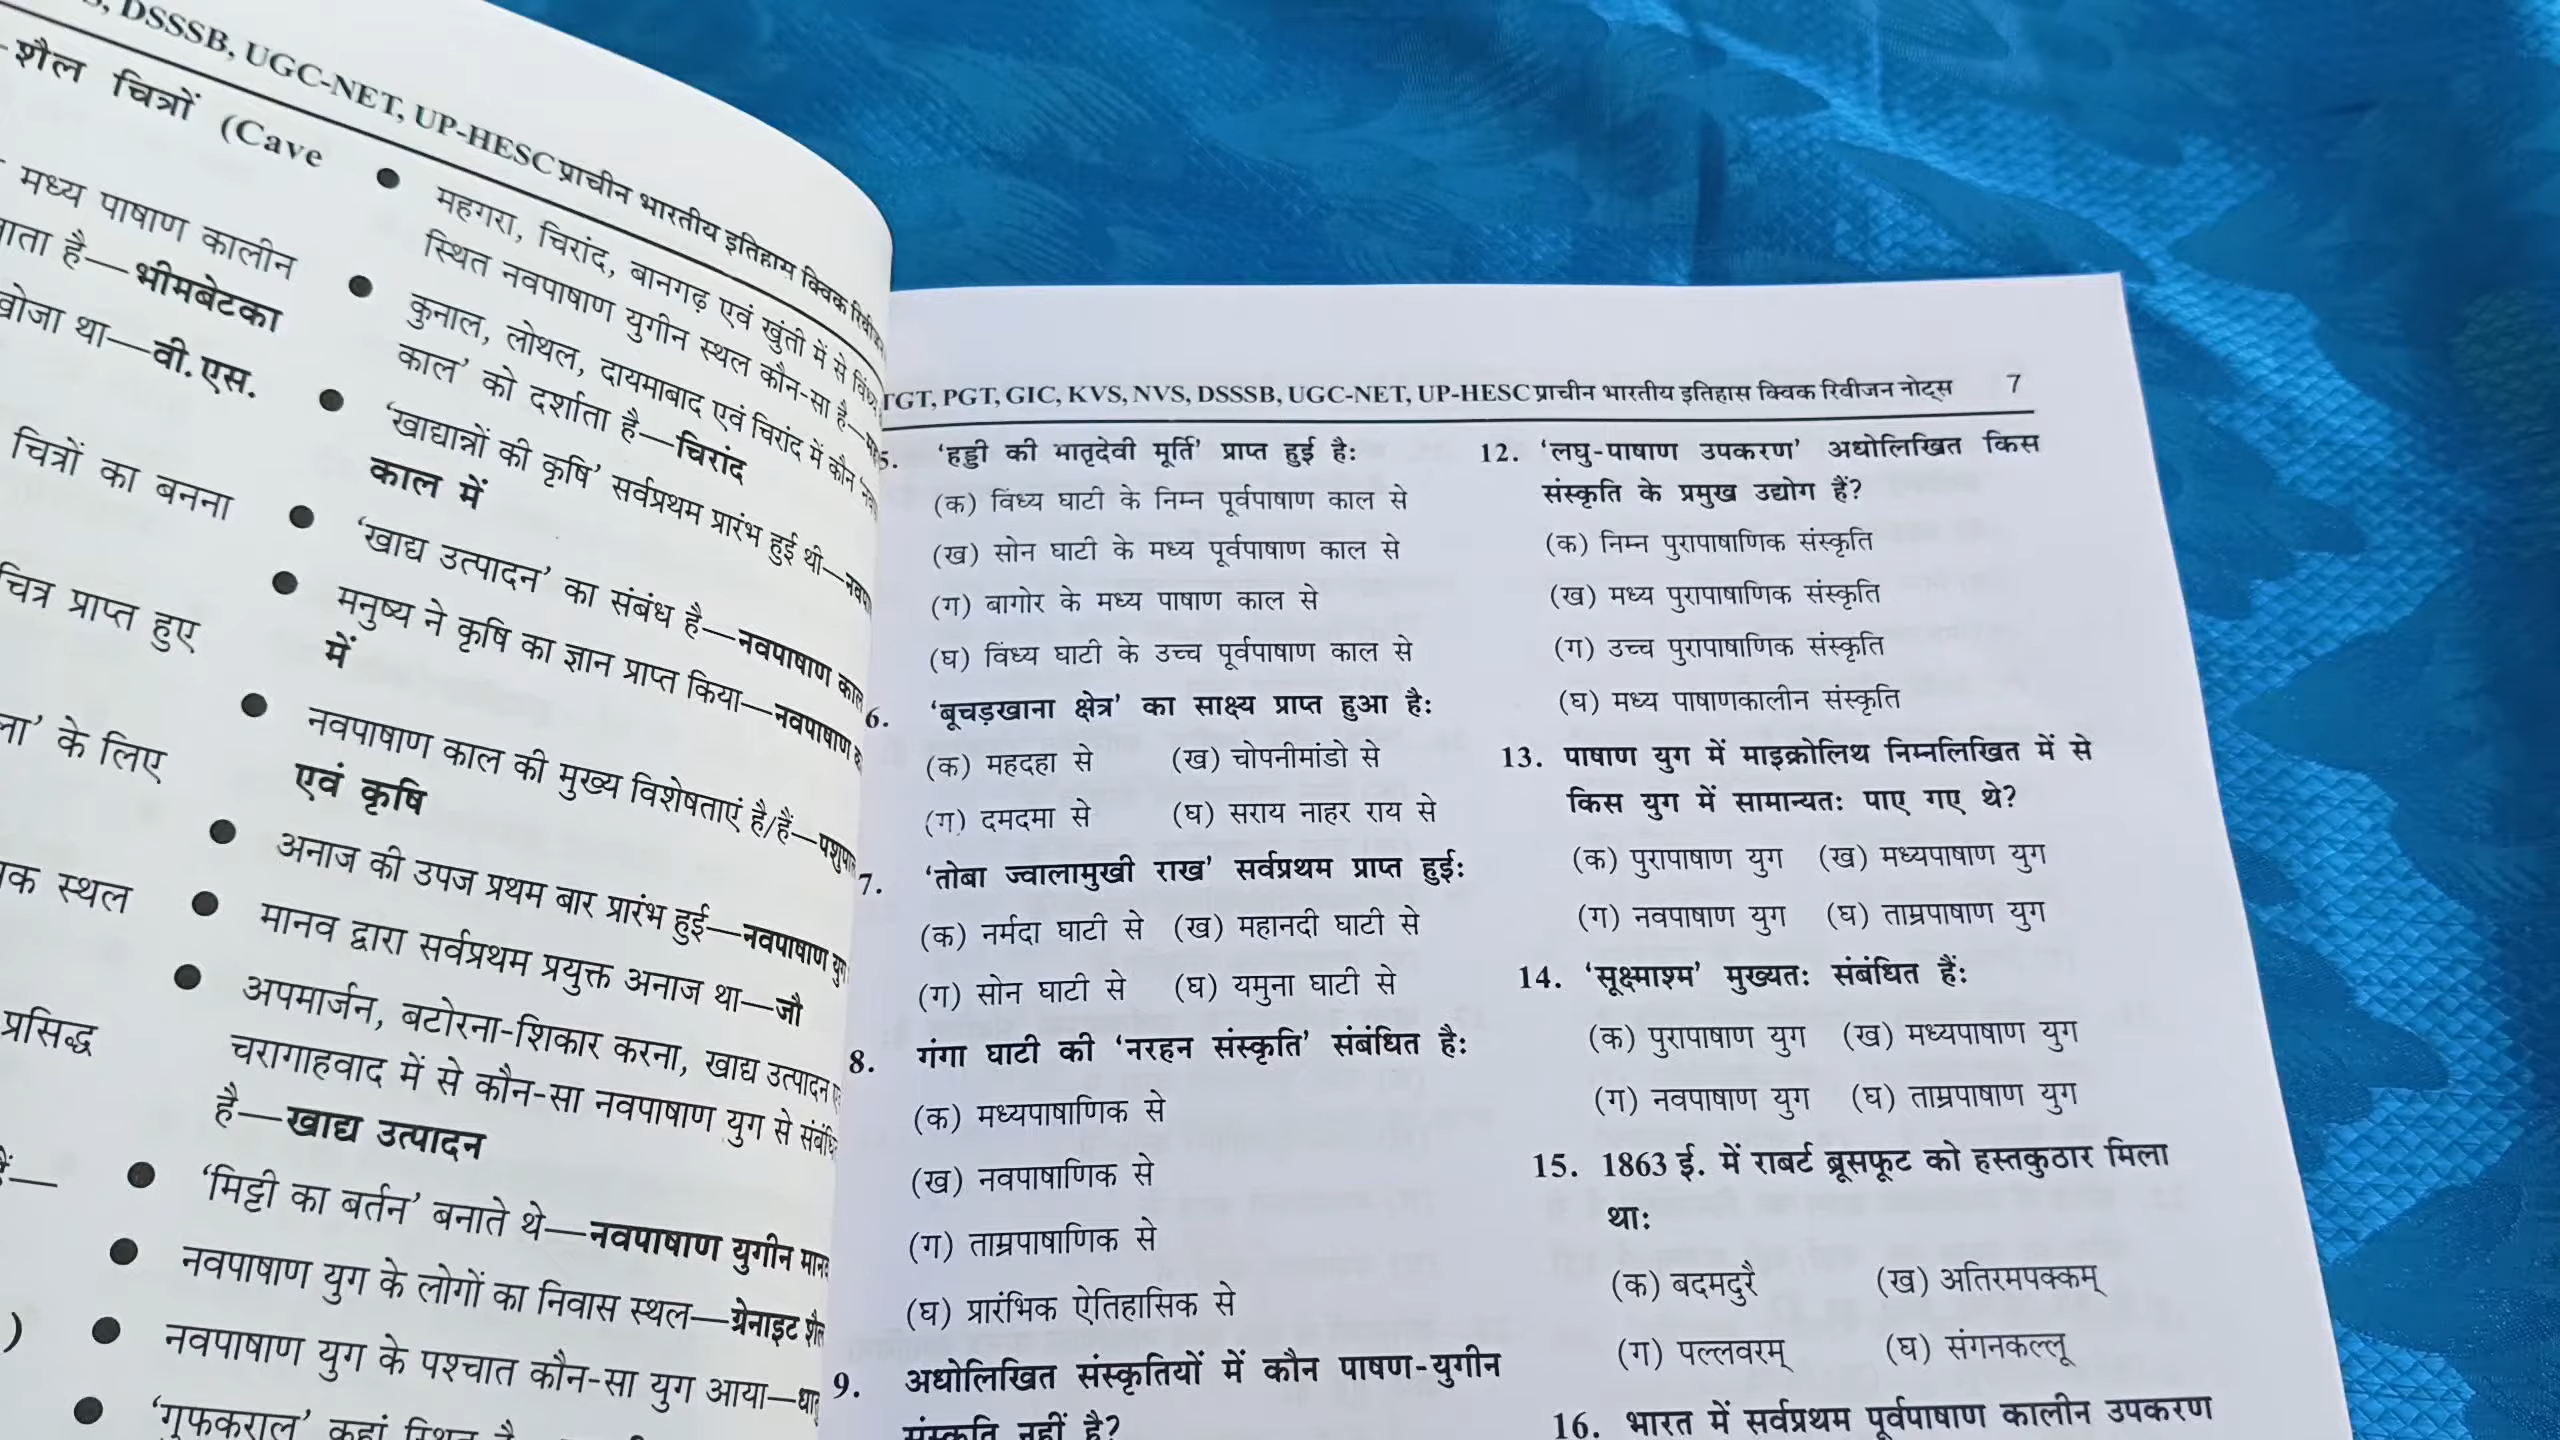 DSSSB, UGC-NET, UP-HESC प्राचीन भारतीय इतिहास क्विक रिवीजन
शैल चित्रों (Cave
मध्य पाषाण कालीन
है—भीमबेटका
था—वी.एस.
चित्रों का बनना
चित्र प्राप्त हुए
के लिए
स्थल
प्रसिद्ध
)
● महगरा, चिरांद, बानगढ़ एवं खुंती में से विंध्य
स्थित नवपाषाण युगीन स्थल कौन-सा है—
● कुनाल, लोथल, दायमाबाद एवं चिरांद में कौन
काल’ को दर्शाता है—चिरांद
● ‘खाद्यान्नों की कृषि’ सर्वप्रथम प्रारंभ हुई थी—
काल में
● ‘खाद्य उत्पादन’ का संबंध है—नवपाषाण काल
● मनुष्य ने कृषि का ज्ञान प्राप्त किया—नवपाषाण
में
● नवपाषाण काल की मुख्य विशेषताएं है/हैं—
एवं कृषि
● अनाज की उपज प्रथम बार प्रारंभ हुई—नवपाषाण युग
● मानव द्वारा सर्वप्रथम प्रयुक्त अनाज था—जौ
● अपमार्जन, बटोरना-शिकार करना, खाद्य उत्पादन
चरागाहवाद में से कौन-सा नवपाषाण युग से
है—खाद्य उत्पादन
● ‘मिट्टी का बर्तन’ बनाते थे—नवपाषाण युगीन
● नवपाषाण युग के लोगों का निवास स्थल—ग्रेनाइट
● नवपाषाण युग के पश्चात कौन-सा युग आया—
● ‘गुफकराल’ कहां स्थित है
TGT, PGT, GIC, KVS, NVS, DSSSB, UGC-NET, UP-HESC प्राचीन भारतीय इतिहास क्विक रिवीजन नोट्स 7
5. ‘हड्डी की मातृदेवी मूर्ति’ प्राप्त हुई है:
(क) विंध्य घाटी के निम्न पूर्वपाषाण काल से
(ख) सोन घाटी के मध्य पूर्वपाषाण काल से
(ग) बागोर के मध्य पाषाण काल से
(घ) विंध्य घाटी के उच्च पूर्वपाषाण काल से
6. ‘बूचड़खाना क्षेत्र’ का साक्ष्य प्राप्त हुआ है:
(क) महदहा से (ख) चोपनीमांडो से
(ग) दमदमा से (घ) सराय नाहर राय से
7. ‘तोबा ज्वालामुखी राख’ सर्वप्रथम प्राप्त हुई:
(क) नर्मदा घाटी से (ख) महानदी घाटी से
(ग) सोन घाटी से (घ) यमुना घाटी से
8. गंगा घाटी की ‘नरहन संस्कृति’ संबंधित है:
(क) मध्यपाषाणिक से
(ख) नवपाषाणिक से
(ग) ताम्रपाषाणिक से
(घ) प्रारंभिक ऐतिहासिक से
9. अधोलिखित संस्कृतियों में कौन पाषण-युगीन
संस्कृति नहीं है?
12. ‘लघु-पाषाण उपकरण’ अधोलिखित किस
संस्कृति के प्रमुख उद्योग हैं?
(क) निम्न पुरापाषाणिक संस्कृति
(ख) मध्य पुरापाषाणिक संस्कृति
(ग) उच्च पुरापाषाणिक संस्कृति
(घ) मध्य पाषाणकालीन संस्कृति
13. पाषाण युग में माइक्रोलिथ निम्नलिखित में से
किस युग में सामान्यतः पाए गए थे?
(क) पुरापाषाण युग (ख) मध्यपाषाण युग
(ग) नवपाषाण युग (घ) ताम्रपाषाण युग
14. ‘सूक्ष्माश्म’ मुख्यतः संबंधित हैं:
(क) पुरापाषाण युग (ख) मध्यपाषाण युग
(ग) नवपाषाण युग (घ) ताम्रपाषाण युग
15. 1863 ई. में राबर्ट ब्रूसफूट को हस्तकुठार मिला
था:
(क) बदमदुरै (ख) अतिरमपक्कम्
(ग) पल्लवरम् (घ) संगनकल्लू
16. भारत में सर्वप्रथम पूर्वपाषाण कालीन उपकरण